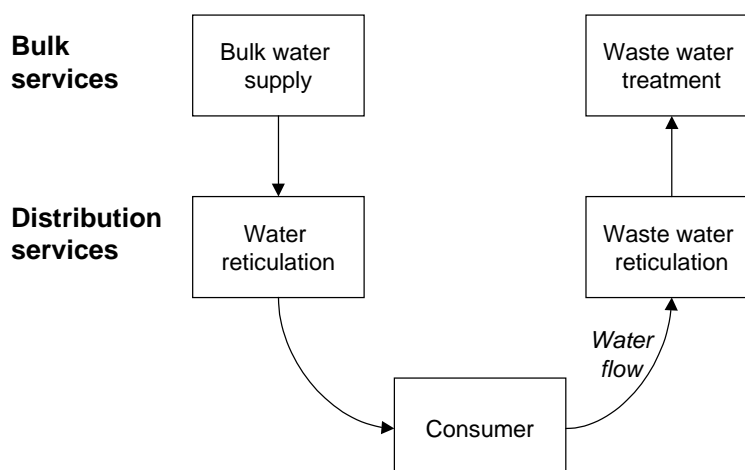 Bulk
services
Bulk water
supply
Waste water
treatment
Distribution
services
Water
reticulation
Waste water
reticulation
Water
flow
Consumer